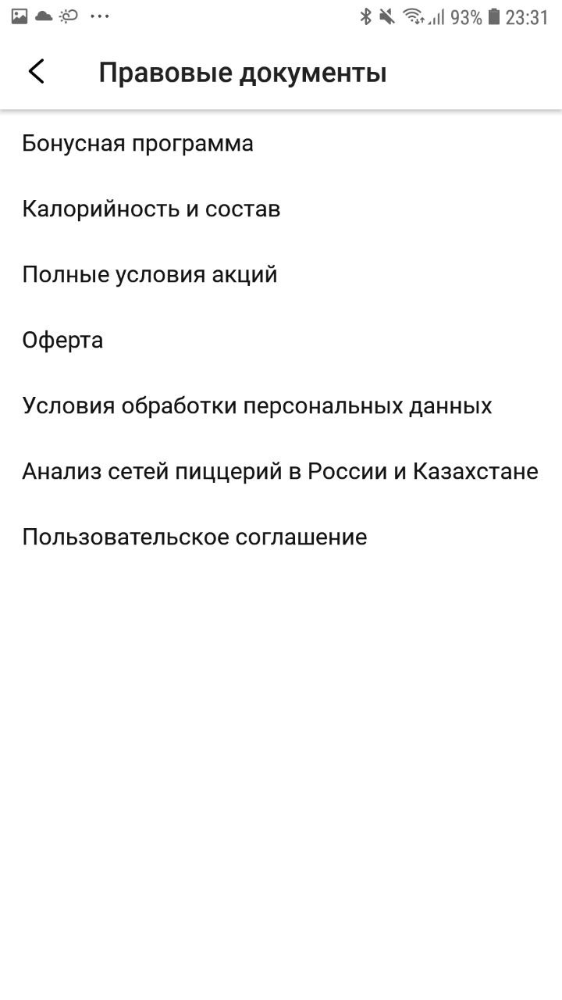 93% 23:31
Правовые документы
Бонусная программа
Калорийность и состав
Полные условия акций
Оферта
Условия обработки персональных данных
Анализ сетей пиццерий в России и Казахстане
Пользовательское соглашение